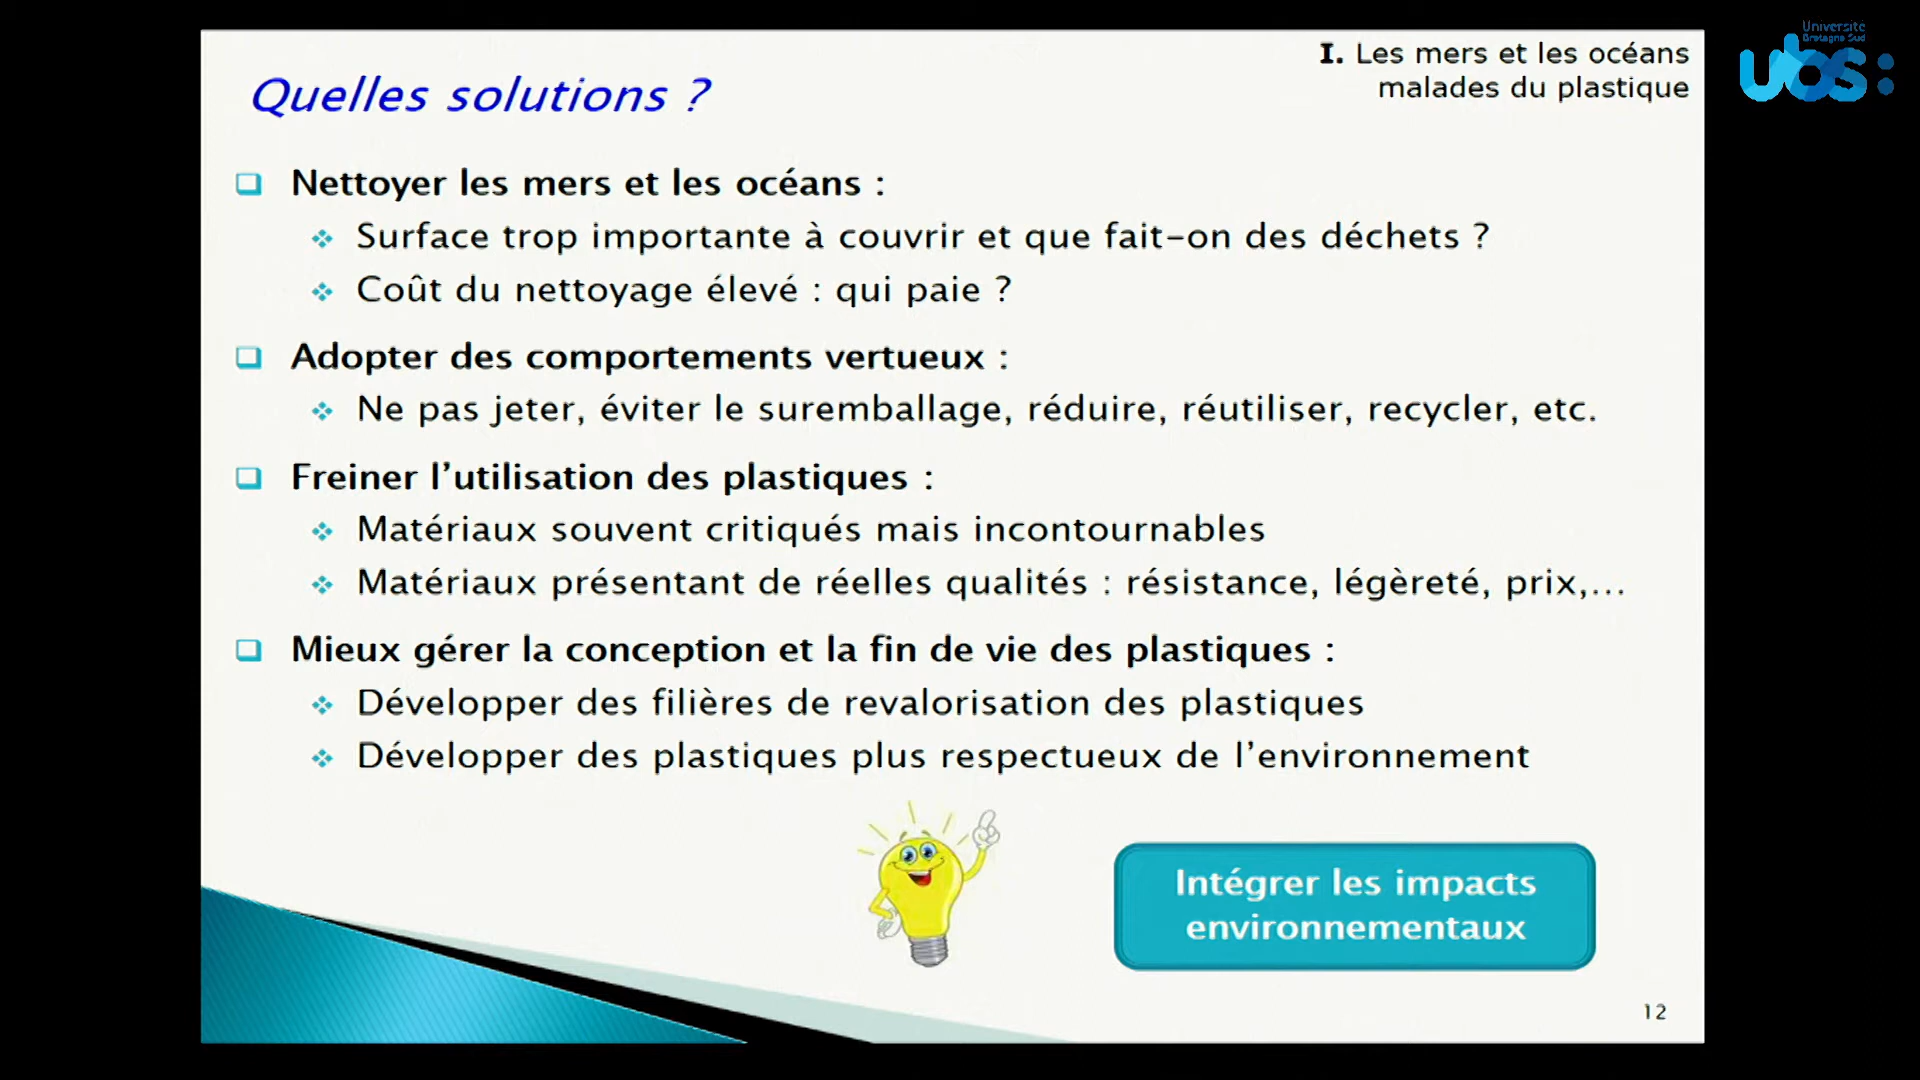 I. Les mers et les océans
malades du plastique
Université
Bretagne Sud
ubs:
Quelles solutions ?
Nettoyer les mers et les océans :
Surface trop importante à couvrir et que fait-on des déchets ?
Coût du nettoyage élevé : qui paie ?
Adopter des comportements vertueux :
Ne pas jeter, éviter le suremballage, réduire, réutiliser, recycler, etc.
Freiner l’utilisation des plastiques :
Matériaux souvent critiqués mais incontournables
Matériaux présentant de réelles qualités : résistance, légèreté, prix,...
Mieux gérer la conception et la fin de vie des plastiques :
Développer des filières de revalorisation des plastiques
Développer des plastiques plus respectueux de l’environnement
Intégrer les impacts
environnementaux
12